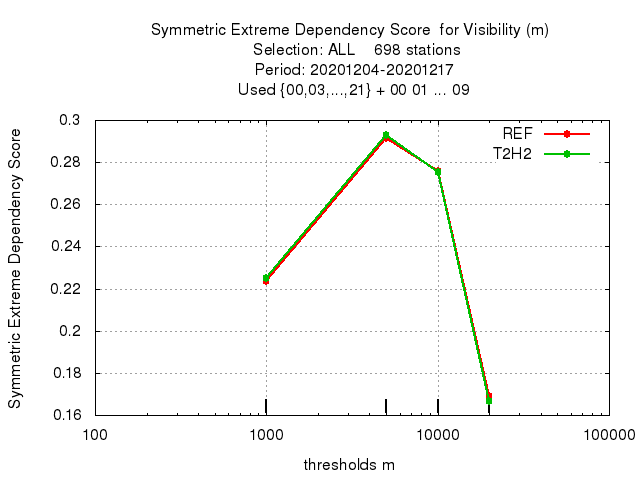 Symmetric Extreme Dependency Score  for Visibility (m)
Selection: ALL    698 stations
Period: 20201204-20201217
Used {00,03,...,21} + 00 01 ... 09
REF
T2H2
Symmetric Extreme Dependency Score
0.3
0.28
0.26
0.24
0.22
0.2
0.18
0.16
100 1000 10000 100000
thresholds m